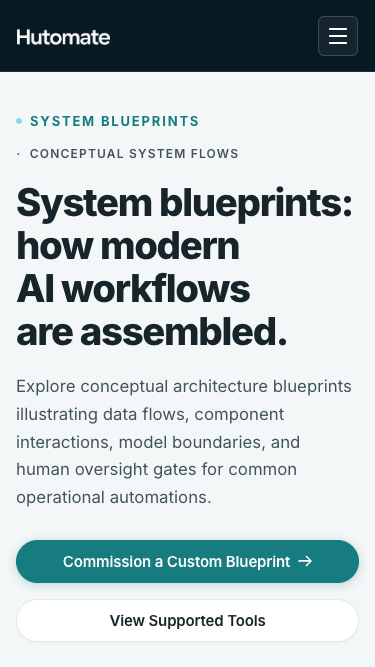 Hutomate
SYSTEM BLUEPRINTS
· CONCEPTUAL SYSTEM FLOWS
System blueprints:
how modern
AI workflows
are assembled.
Explore conceptual architecture blueprints
illustrating data flows, component
interactions, model boundaries, and
human oversight gates for common
operational automations.
Commission a Custom Blueprint →
View Supported Tools